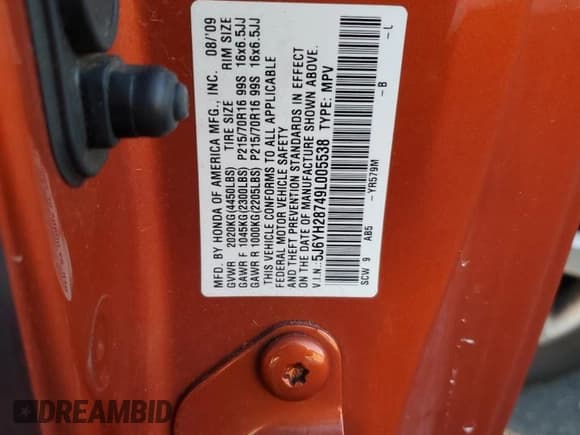 MFD. BY HONDA OF AMERICA MFG., INC. 08/'09
GVWR 2020KG(4450LBS) TIRE SIZE RIM SIZE
GAWR F 1045KG(2300LBS) P215/70R16 99S 16x6.5JJ
GAWR R 1000KG(2205LBS) P215/70R16 99S 16x6.5JJ
THIS VEHICLE CONFORMS TO ALL APPLICABLE
FEDERAL MOTOR VEHICLE SAFETY
AND THEFT PREVENTION STANDARDS IN EFFECT
ON THE DATE OF MANUFACTURE SHOWN ABOVE.
V.I.N.: 5J6YH28749L005538 TYPE: MPV
SCW 9 AB5 - YR579M - B - L
DREAMBID